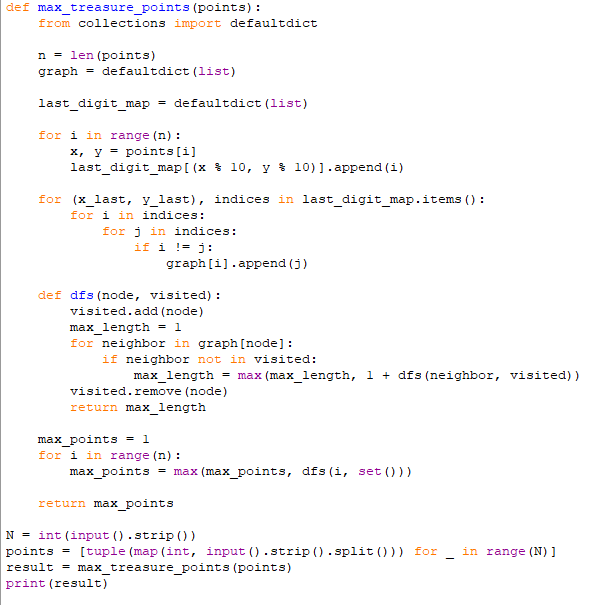 def max_treasure_points(points):
    from collections import defaultdict

    n = len(points)
    graph = defaultdict(list)

    last_digit_map = defaultdict(list)

    for i in range(n):
        x, y = points[i]
        last_digit_map[(x % 10, y % 10)].append(i)

    for (x_last, y_last), indices in last_digit_map.items():
        for i in indices:
            for j in indices:
                if i != j:
                    graph[i].append(j)

    def dfs(node, visited):
        visited.add(node)
        max_length = 1
        for neighbor in graph[node]:
            if neighbor not in visited:
                max_length = max(max_length, 1 + dfs(neighbor, visited))
        visited.remove(node)
        return max_length

    max_points = 1
    for i in range(n):
        max_points = max(max_points, dfs(i, set()))

    return max_points

N = int(input().strip())
points = [tuple(map(int, input().strip().split())) for _ in range(N)]
result = max_treasure_points(points)
print(result)